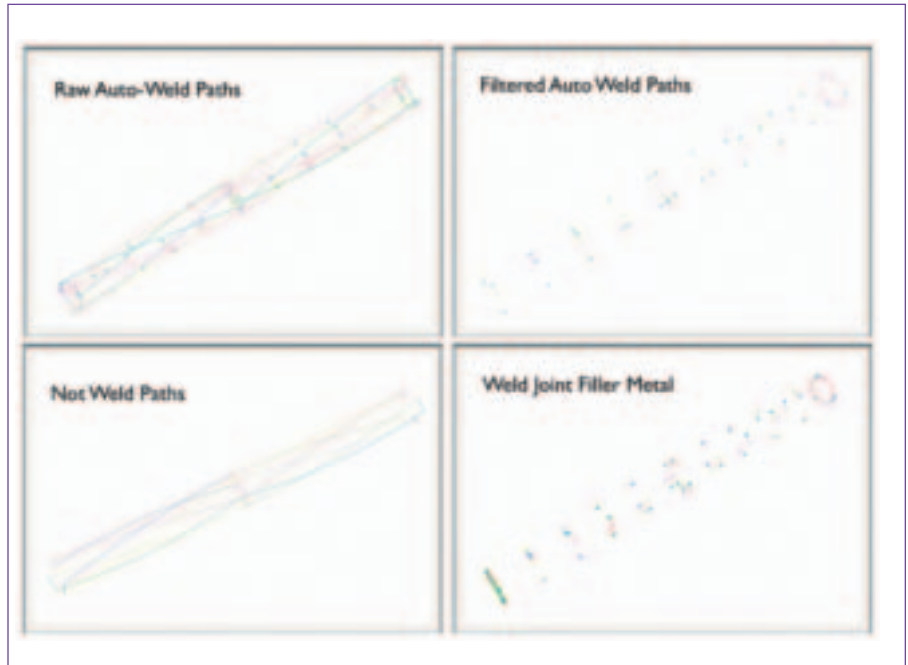 Raw Auto-Weld Paths
Filtered Auto Weld Paths
Not Weld Paths
Weld Joint Filler Metal